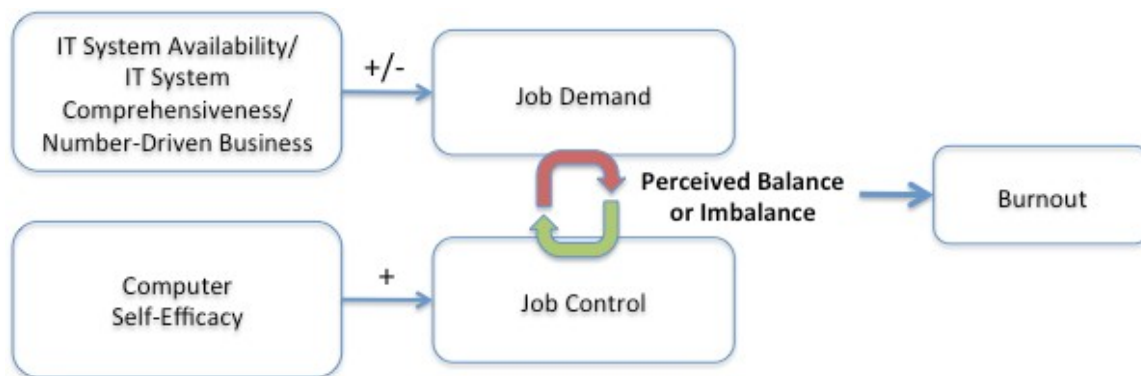 IT System Availability/
IT System
Comprehensiveness/
Number-Driven Business
+/-
Job Demand
Perceived Balance
or Imbalance
Burnout
Computer
Self-Efficacy
+
Job Control